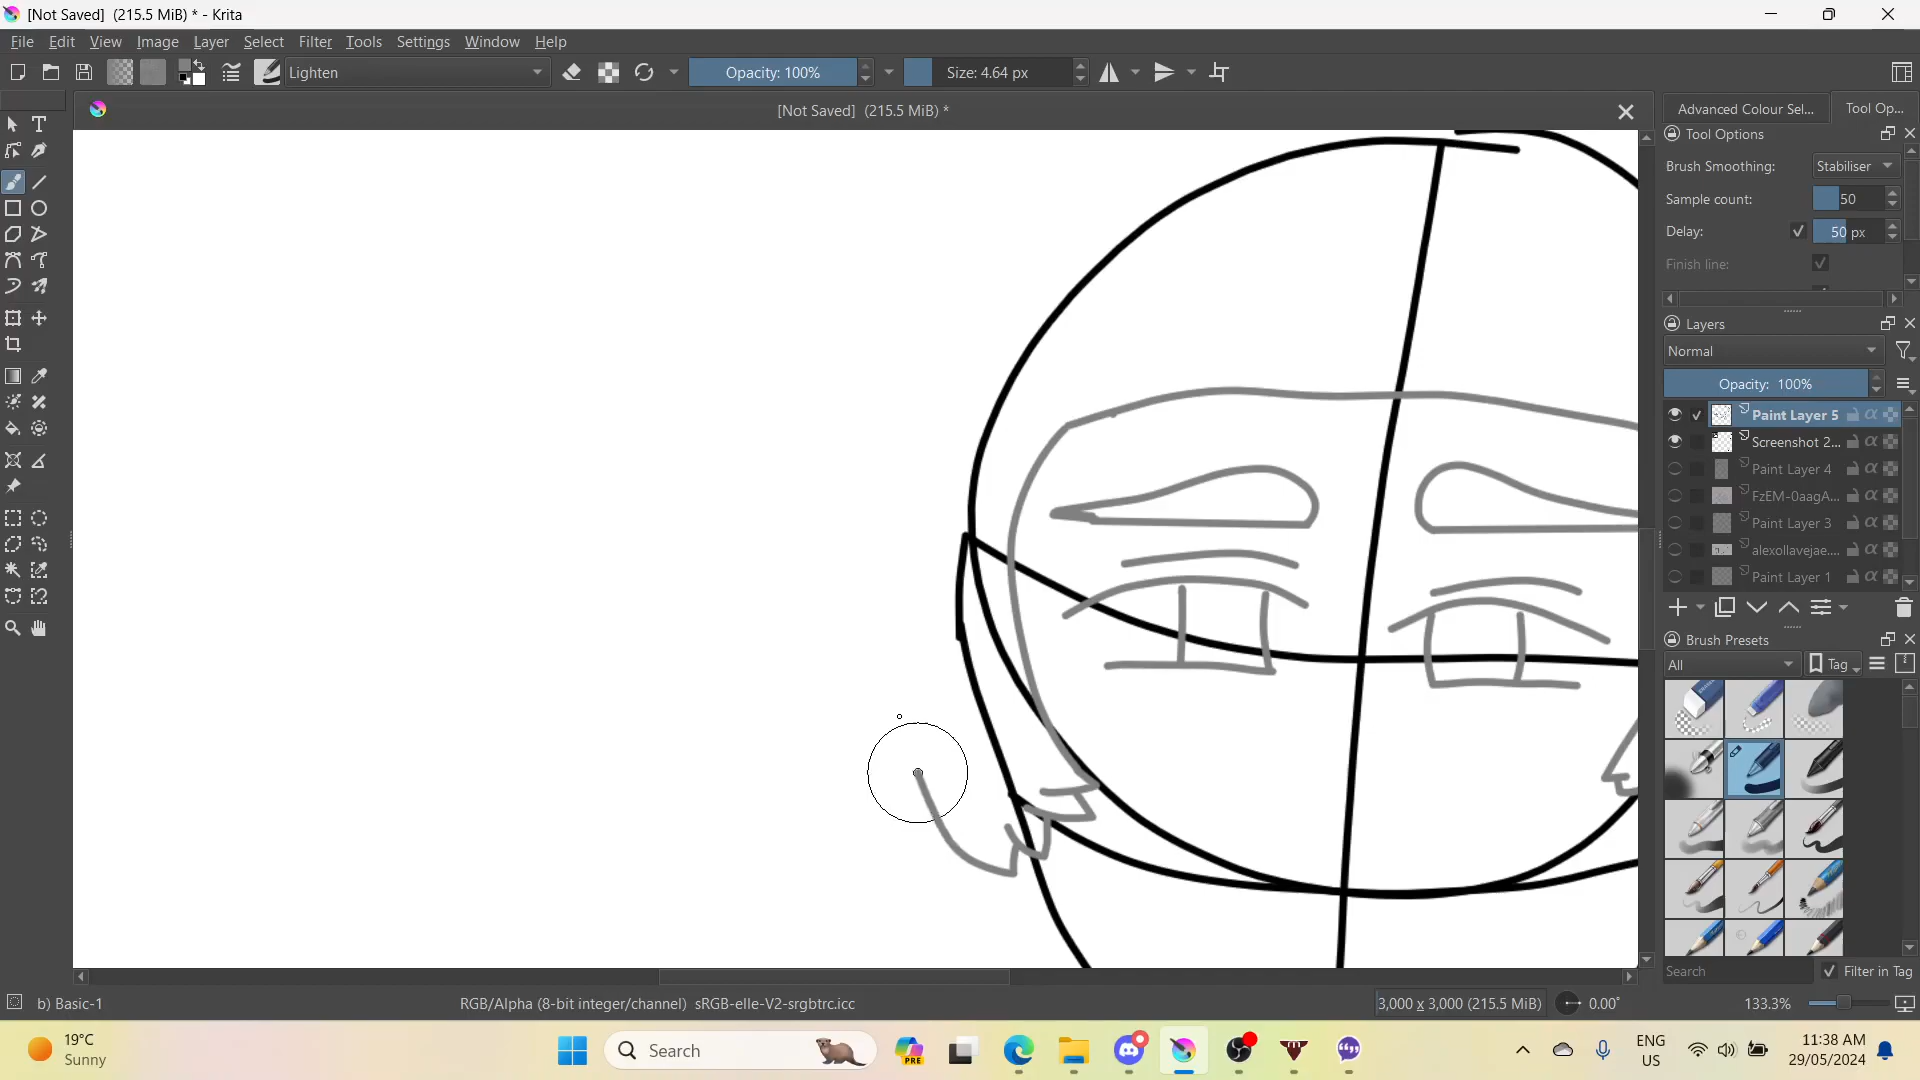 [Not Saved]  (215.5 MiB) * - Krita
File Edit View Image Layer Select Filter Tools Settings Window Help
Lighten
Opacity: 100%
Size: 4.64 px
[Not Saved]  (215.5 MiB) *
Advanced Colour Sel...
Tool Op...
Tool Options
Brush Smoothing:
Stabiliser
Sample count:
50
Delay:
50 px
Finish line:
Layers
Normal
Opacity:  100%
Paint Layer 5
Screenshot 2...
Paint Layer 4
FzEM-0aagA...
Paint Layer 3
alexollavejae....
Paint Layer 1
Brush Presets
All
Tag
Search
Filter in Tag
b) Basic-1
RGB/Alpha (8-bit integer/channel)  sRGB-elle-V2-srgbtrc.icc
3,000 x 3,000 (215.5 MiB)
0.00°
133.3%
19°C
Sunny
Search
PRE
ENG
US
11:38 AM
29/05/2024